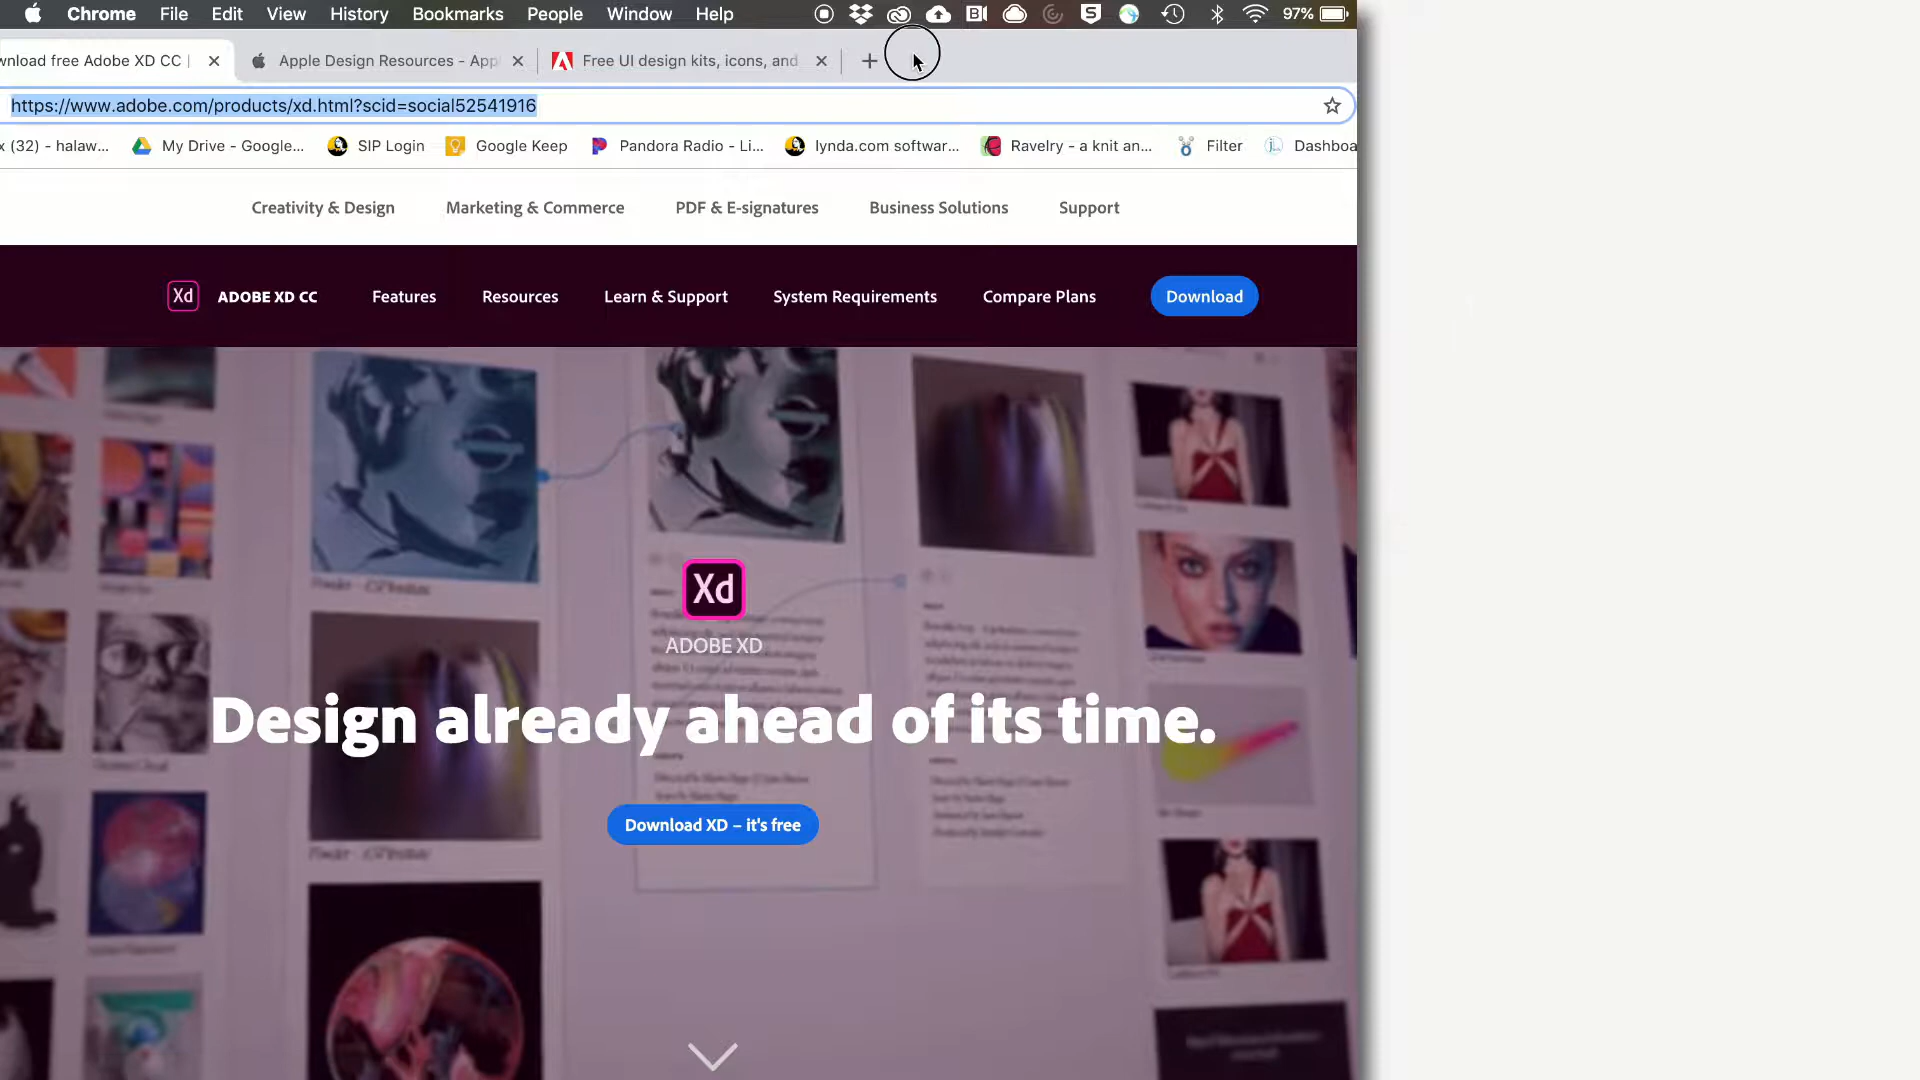 Chrome File Edit View History Bookmarks People Window Help 97%
wnload free Adobe XD CC | Apple Design Resources - App Free UI design kits, icons, and
https://www.adobe.com/products/xd.html?scid=social52541916
x (32) - halaw... My Drive - Google... SIP Login Google Keep Pandora Radio - Li... lynda.com softwar... Ravelry - a knit an... Filter Dashboa
Creativity & Design Marketing & Commerce PDF & E-signatures Business Solutions Support
Xd ADOBE XD CC Features Resources Learn & Support System Requirements Compare Plans Download
Xd
ADOBE XD
Design already ahead of its time.
Download XD – it's free